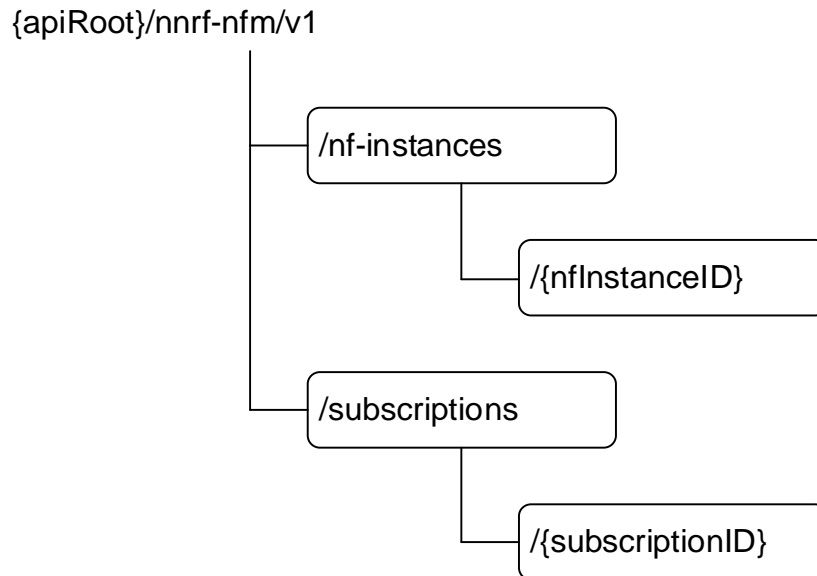 {apiRoot}/nnrf-nfm/v1
/nf-instances
/{nfInstanceID}
/subscriptions
/{subscriptionID}